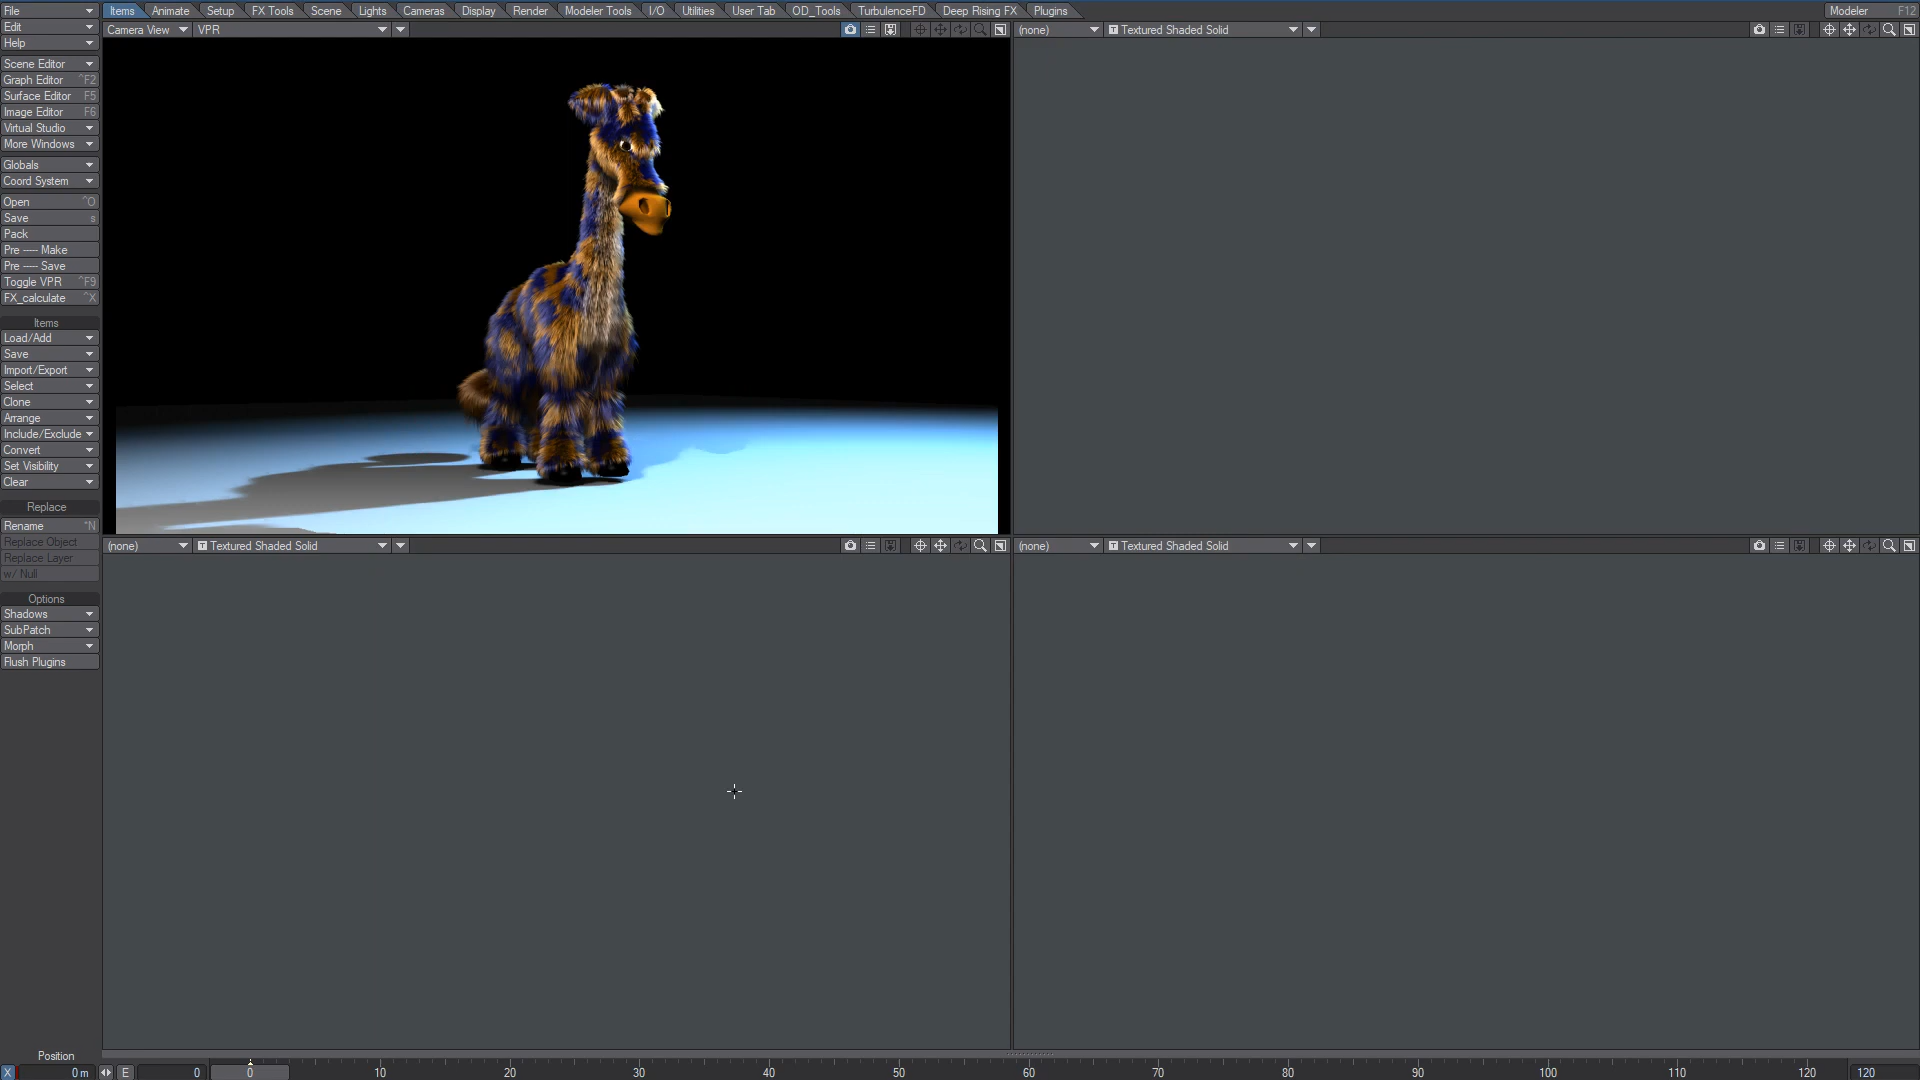 File Items Animate Setup FX Tools Scene Lights Cameras Display Render Modeler Tools I/O Utilities User Tab OD_Tools TurbulenceFD Deep Rising FX Plugins Modeler F12
Edit Camera View VPR (none) T Textured Shaded Solid
Help
Scene Editor
Graph Editor ^F2
Surface Editor F5
Image Editor F6
Virtual Studio
More Windows
Globals
Coord System
Open ^O
Save s
Pack
Pre ---- Make
Pre ---- Save
Toggle VPR ^F9
FX_calculate ^X
Items
Load/Add
Save
Import/Export
Select
Clone
Arrange
Include/Exclude
Convert
Set Visibility
Clear
Replace
Rename ^N
Replace Object
Replace Layer
w/ Null
(none) T Textured Shaded Solid (none) T Textured Shaded Solid
Options
Shadows
SubPatch
Morph
Flush Plugins
Position
X 0 m E 0 0 10 20 30 40 50 60 70 80 90 100 110 120 120